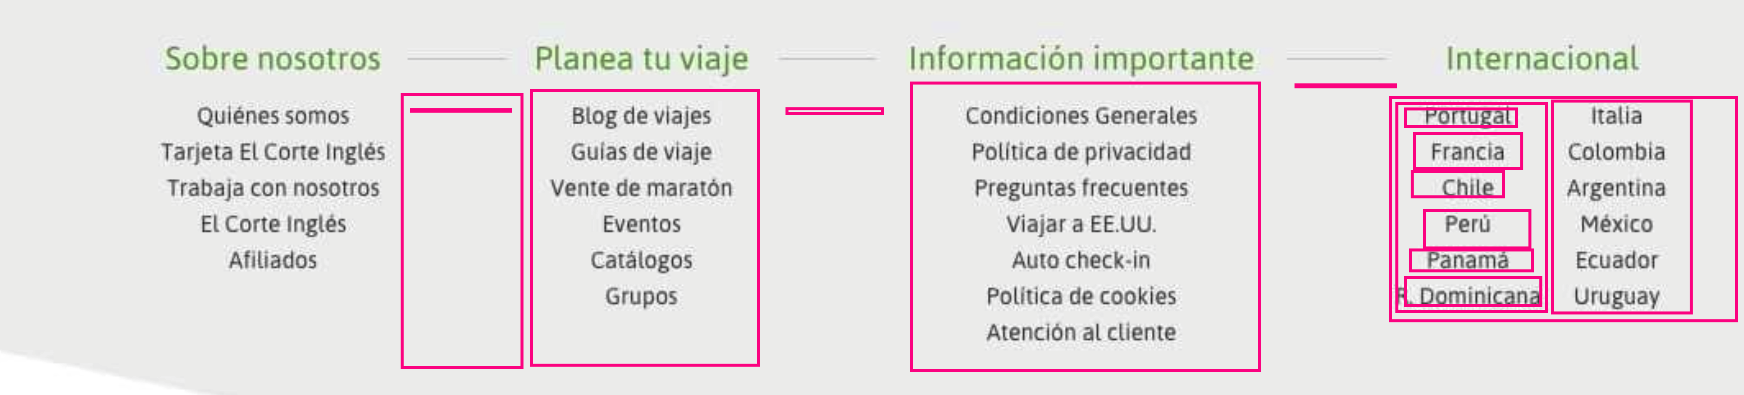 Sobre nosotros
Quiénes somos
Tarjeta El Corte Inglés
Trabaja con nosotros
El Corte Inglés
Afiliados
Planea tu viaje
Blog de viajes
Guías de viaje
Vente de maratón
Eventos
Catálogos
Grupos
Información importante
Condiciones Generales
Política de privacidad
Preguntas frecuentes
Viajar a EE.UU.
Auto check-in
Política de cookies
Atención al cliente
Internacional
Portugal
Francia
Chile
Perú
Panamá
R. Dominicana
Italia
Colombia
Argentina
México
Ecuador
Uruguay